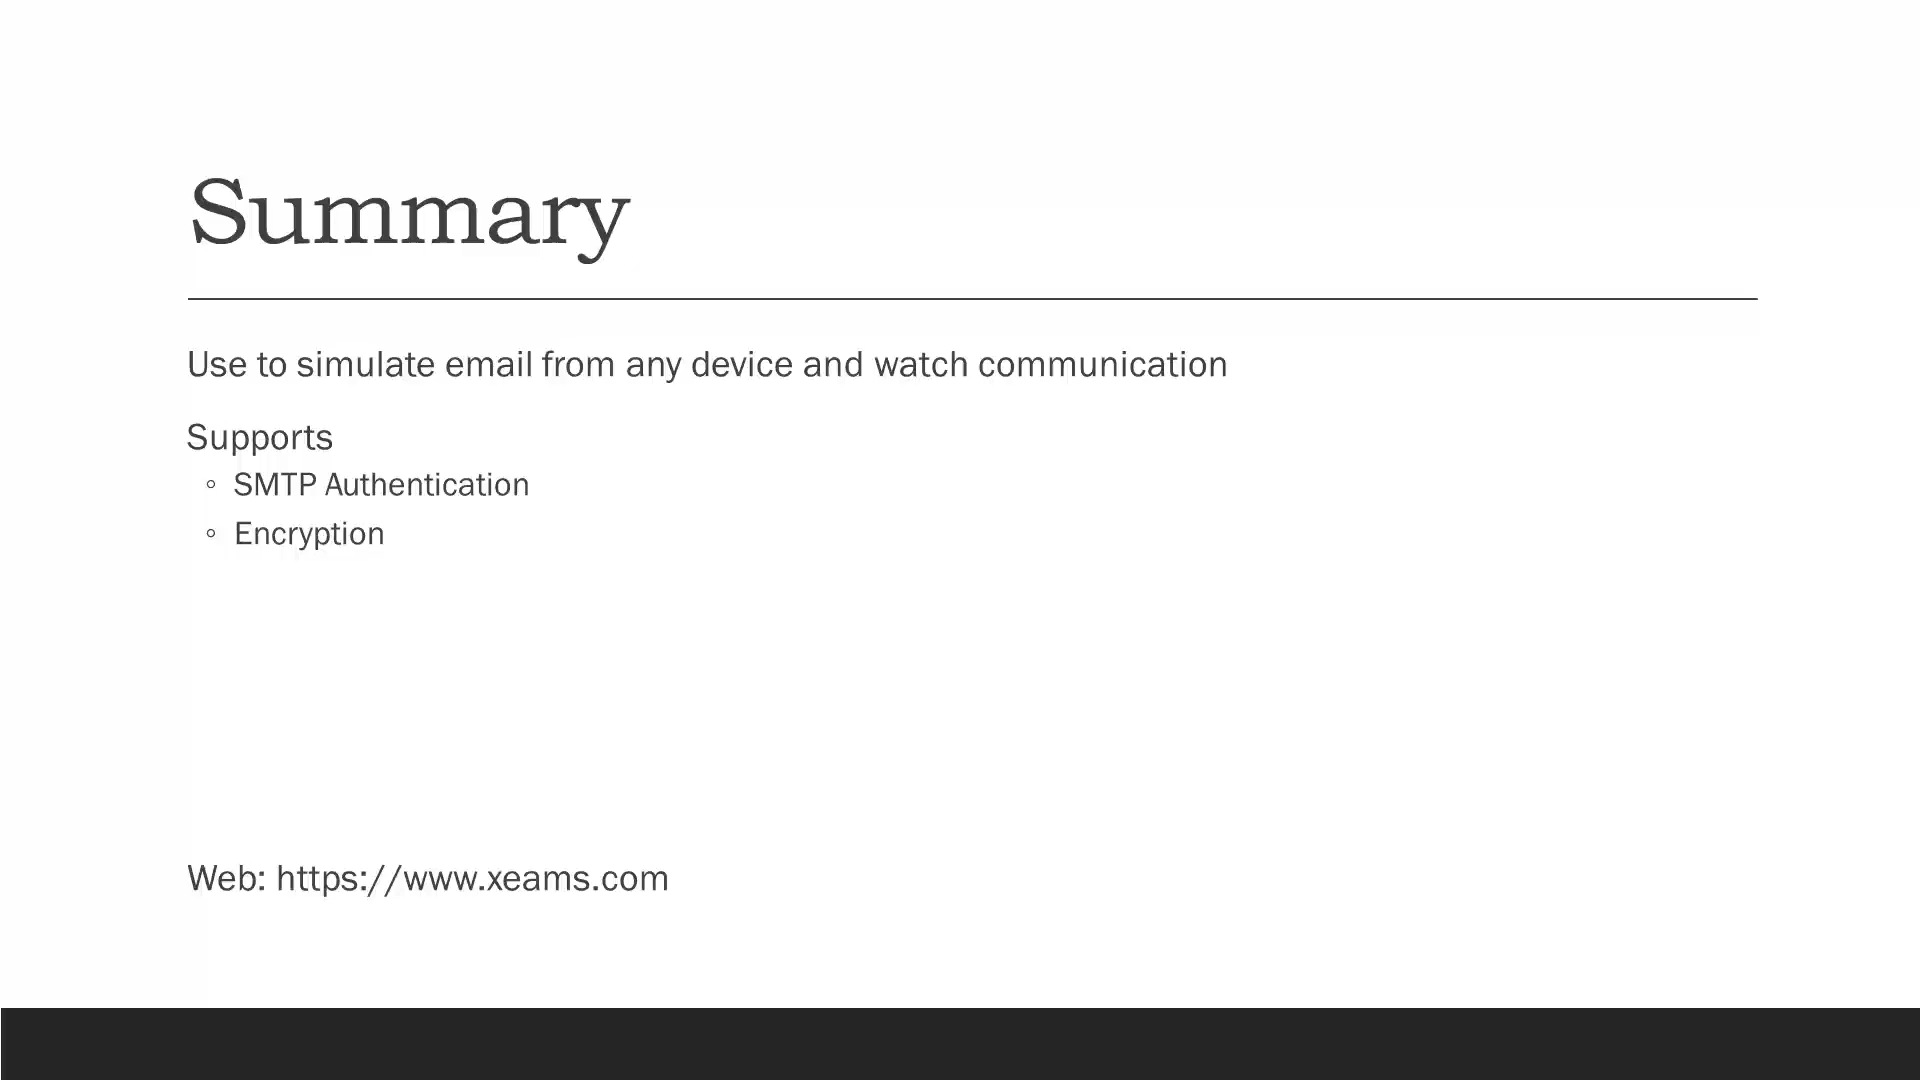 Summary
Use to simulate email from any device and watch communication
Supports
◦ SMTP Authentication
◦ Encryption
Web: https://www.xeams.com